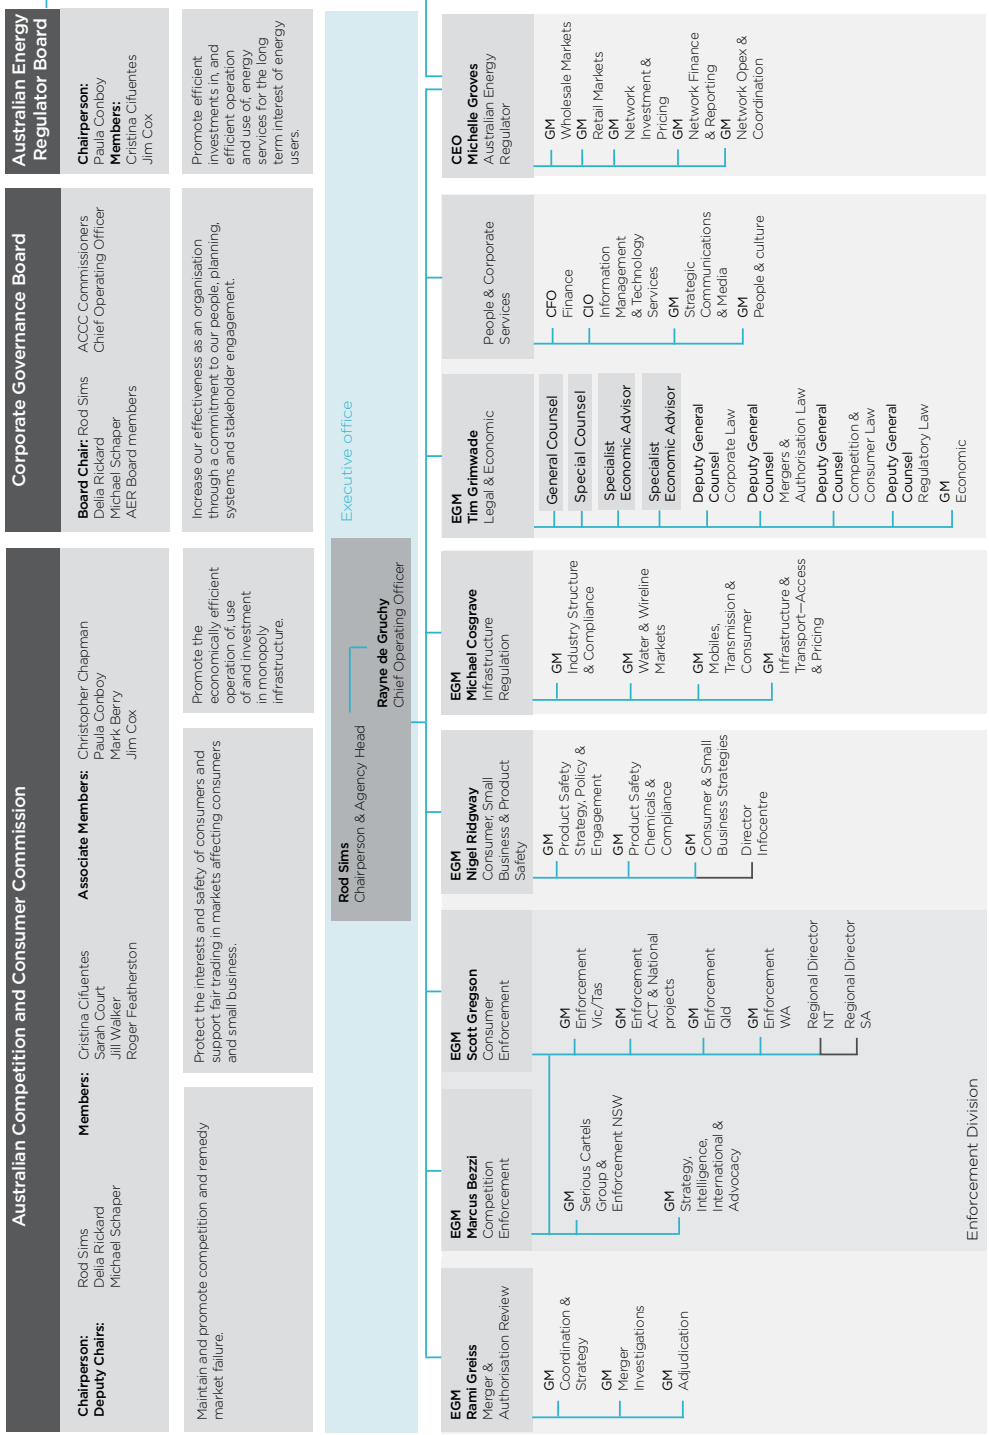 Australian Competition and Consumer Commission
Chairperson:
Rod Sims
Deputy Chairs:
Delia Rickard
Michael Schaper
Members:
Cristina Cifuentes
Sarah Court
Jill Walker
Roger Featherston
Associate Members:
Christopher Chapman
Paula Conboy
Mark Berry
Jim Cox
Corporate Governance Board
Board Chair: Rod Sims
Delia Rickard
Michael Schaper
AER Board members
ACCC Commissioners
Chief Operating Officer
Australian Energy
Regulator Board
Chairperson:
Paula Conboy
Members:
Cristina Cifuentes
Jim Cox
Maintain and promote competition and remedy
market failure.
Protect the interests and safety of consumers and
support fair trading in markets affecting consumers
and small business.
Promote the
economically efficient
operation of, use
of and investment
in monopoly
infrastructure.
Increase our effectiveness as an organisation
through a commitment to our people, planning,
systems and stakeholder engagement.
Promote efficient
investments in, and
efficient operation
and use of, energy
services for the long
term interest of energy
users.
Executive office
Rod Sims
Chairperson & Agency Head
Rayne de Gruchy
Chief Operating Officer
EGM
Rami Greiss
Merger &
Authorisation Review
GM
Coordination &
Strategy
GM
Merger
Investigations
GM
Adjudication
EGM
Marcus Bezzi
Competition
Enforcement
GM
Serious Cartels
Group &
Enforcement NSW
GM
Strategy,
Intelligence,
International &
Advocacy
EGM
Scott Gregson
Consumer
Enforcement
GM
Enforcement
Vic/Tas
GM
Enforcement
ACT & National
projects
GM
Enforcement
Qld
GM
Enforcement
WA
Regional Director
NT
Regional Director
SA
Enforcement Division
EGM
Nigel Ridgway
Consumer, Small
Business & Product
Safety
GM
Product Safety
Strategy, Policy &
Engagement
GM
Product Safety
Chemicals &
Compliance
GM
Consumer & Small
Business Strategies
Director
Infocentre
EGM
Michael Cosgrave
Infrastructure
Regulation
GM
Industry Structure
& Compliance
GM
Water & Wireline
Markets
GM
Mobiles,
Transmission &
Consumer
GM
Infrastructure &
Transport—Access
& Pricing
EGM
Tim Grimwade
Legal & Economic
General Counsel
Special Counsel
Specialist
Economic Advisor
Specialist
Economic Advisor
Deputy General
Counsel
Corporate Law
Deputy General
Counsel
Mergers &
Authorisation Law
Deputy General
Counsel
Competition &
Consumer Law
Deputy General
Counsel
Regulatory Law
GM
Economic
People & Corporate
Services
CFO
Finance
CIO
Information
Management
& Technology
Services
GM
Strategic
Communications
& Media
GM
People & culture
CEO
Michelle Groves
Australian Energy
Regulator
GM
Wholesale Markets
GM
Retail Markets
GM
Network
Investment &
Pricing
GM
Network Finance
& Reporting
GM
Network Opex &
Coordination